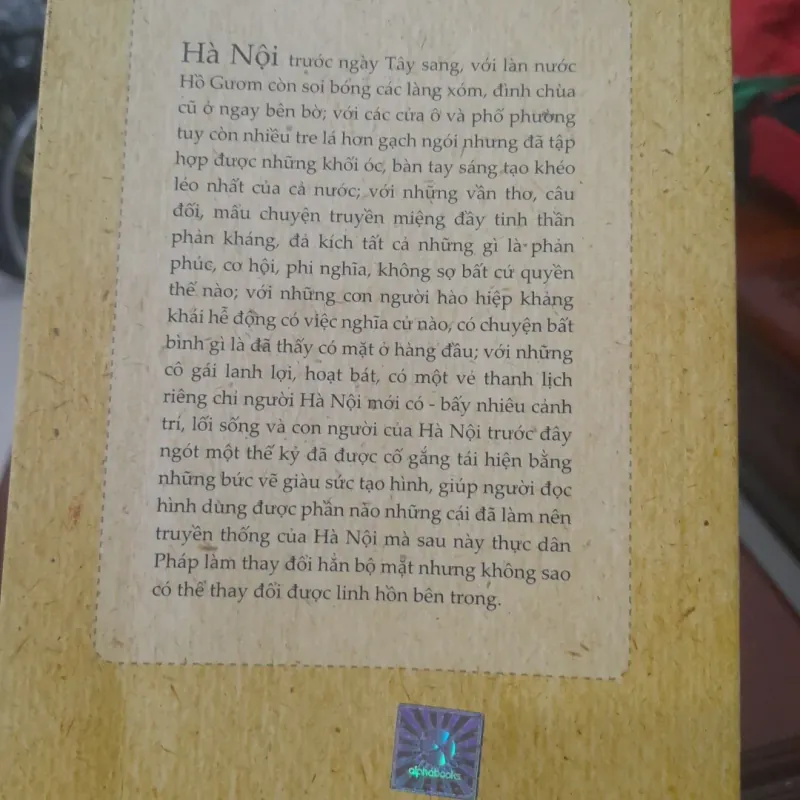 Hà Nội trước ngày Tây sang, với làn nước
Hồ Gươm còn soi bóng các làng xóm, đình chùa
cũ ở ngay bên bờ; với các cửa ô và phố phường
tuy còn nhiều tre lá hơn gạch ngói nhưng đã tập
hợp được những khối óc, bàn tay sáng tạo khéo
léo nhất của cả nước; với những vần thơ, câu
đối, mẩu chuyện truyền miệng đầy tinh thần
phản kháng, đả kích tất cả những gì là phản
phúc, cơ hội, phi nghĩa, không sợ bất cứ quyền
thế nào; với những con người hào hiệp khảng
khái hễ động có việc nghĩa cử nào, có chuyện bất
bình gì là đã thấy có mặt ở hàng đầu; với những
cô gái lanh lợi, hoạt bát, có một vẻ thanh lịch
riêng chỉ người Hà Nội mới có - bấy nhiêu cảnh
trí, lối sống và con người của Hà Nội trước đây
ngót một thế kỷ đã được cố gắng tái hiện bằng
những bức vẽ giàu sức tạo hình, giúp người đọc
hình dùng được phần nào những cái đã làm nên
truyền thống của Hà Nội mà sau này thực dân
Pháp làm thay đổi hẳn bộ mặt nhưng không sao
có thể thay đổi được linh hồn bên trong.
alphabooks